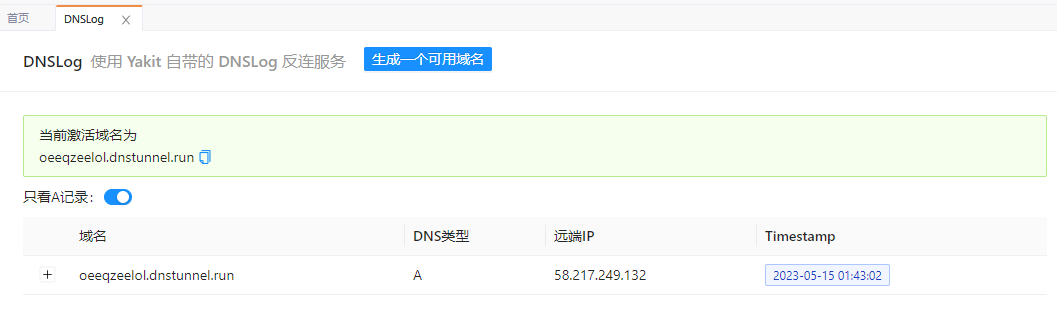 首页 DNSLog
DNSLog 使用 Yakit 自带的 DNSLog 反连服务 生成一个可用域名
当前激活域名为
oeeqzeelol.dnstunnel.run
只看A记录：
域名 DNS类型 远端IP Timestamp
oeeqzeelol.dnstunnel.run A 58.217.249.132 2023-05-15 01:43:02